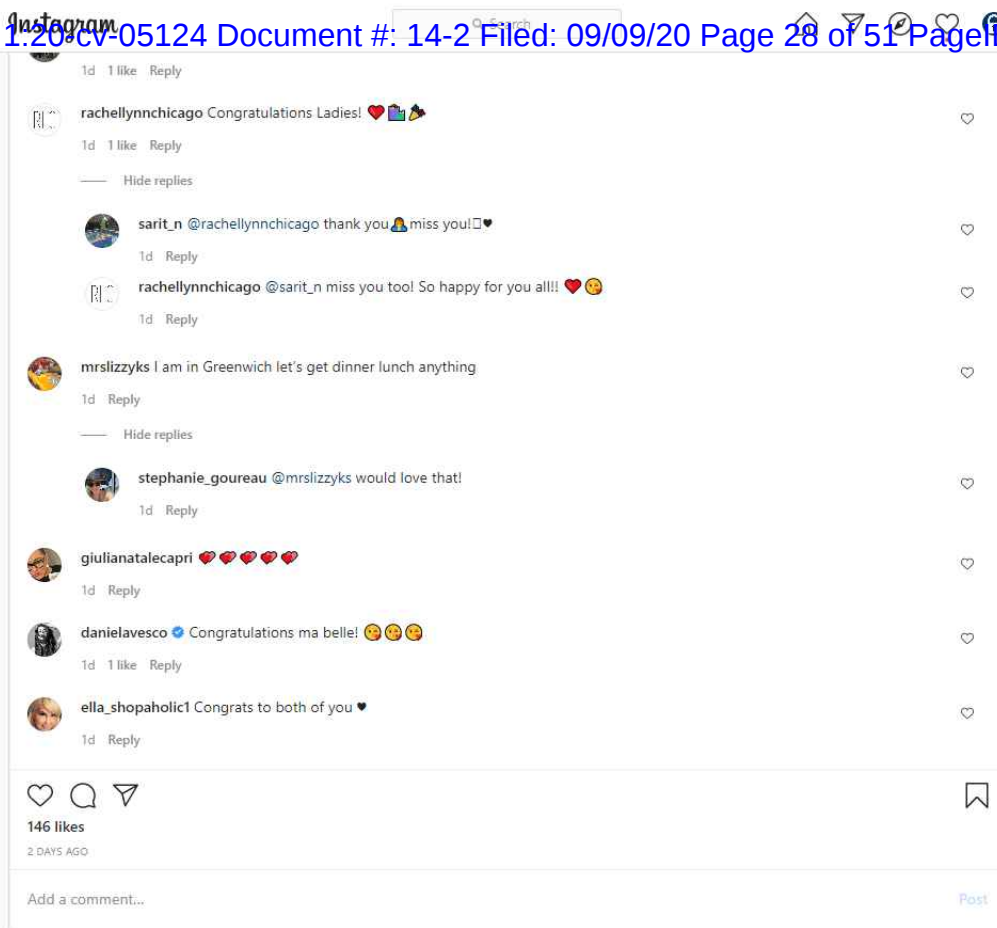 Instagram
Search
1:20cv-05124 Document #: 14-2 Filed: 09/09/20 Page 28 of 51 PageI
1d 1 like Reply
rachellynnchicago Congratulations Ladies! ❤️🛍️🎉
1d 1 like Reply
Hide replies
sarit_n @rachellynnchicago thank you🤱miss you!▯♥
1d Reply
rachellynnchicago @sarit_n miss you too! So happy for you all!! ❤️😘
1d Reply
mrslizzyks I am in Greenwich let's get dinner lunch anything
1d Reply
Hide replies
stephanie_goureau @mrslizzyks would love that!
1d Reply
giulianatalecapri 💕💕💕💕💕
1d Reply
danielavesco Congratulations ma belle! 😘😘😘
1d 1 like Reply
ella_shopaholic1 Congrats to both of you ♥
1d Reply
146 likes
2 DAYS AGO
Add a comment... Post